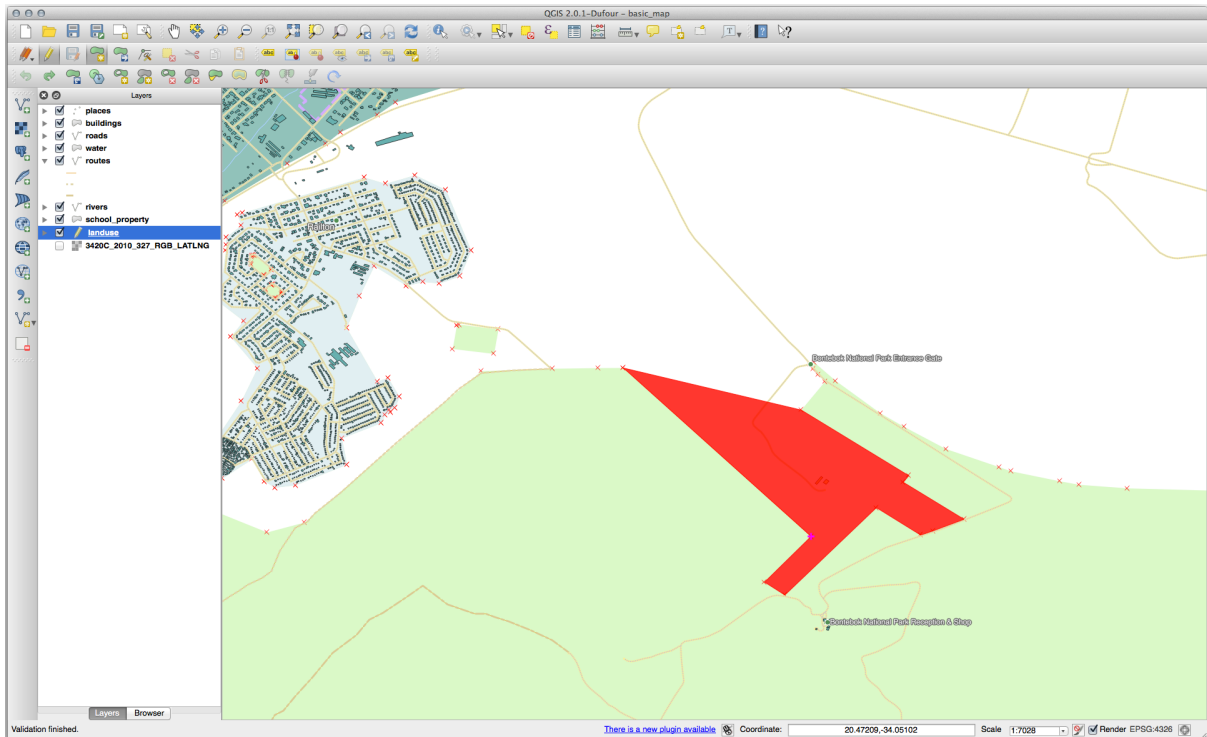 QGIS 2.0.1-Dufour - basic_map
Layers
places
buildings
roads
water
routes
rivers
school_property
landuse
3420C_2010_327_RGB_LATLNG
Railton
Bontebok National Park Entrance Gate
Bontebok National Park Reception & Shop
Layers
Browser
Validation finished.
There is a new plugin available
Coordinate:
20.47209,-34.05102
Scale
1:7028
Render
EPSG:4326